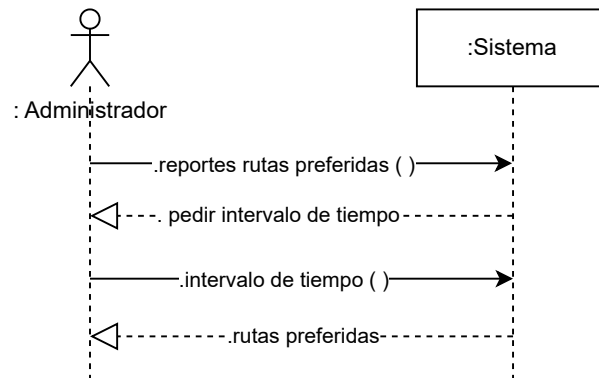 :Sistema
: Administrador
.reportes rutas preferidas ( )
. pedir intervalo de tiempo
.intervalo de tiempo ( )
.rutas preferidas